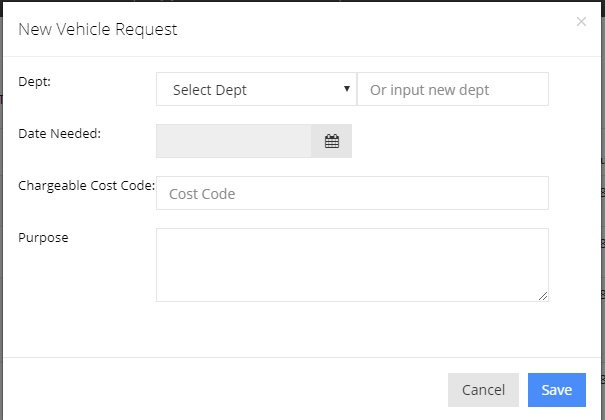 New Vehicle Request ×
Dept: Select Dept Or input new dept
Date Needed:
Chargeable Cost Code: Cost Code
Purpose
Cancel Save